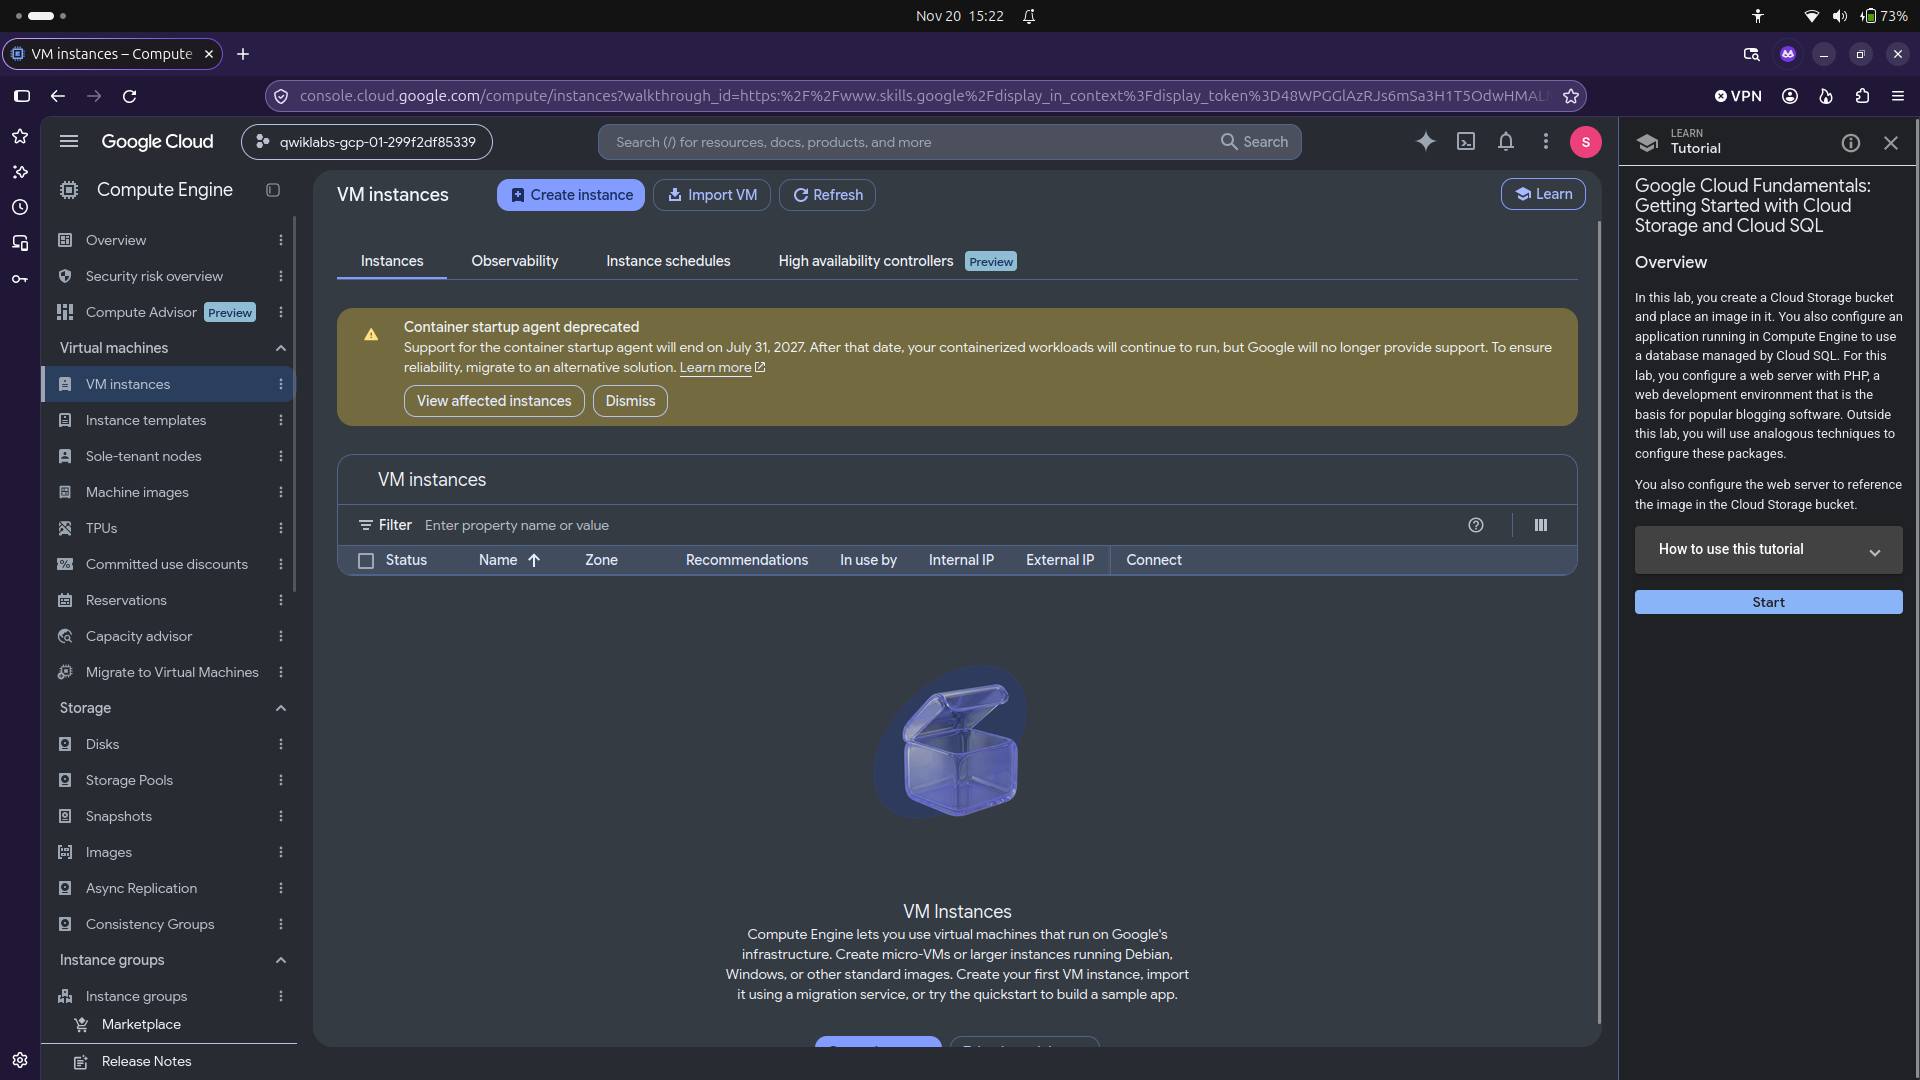 Nov 20 15:22
73%
VM instances – Compute
console.cloud.google.com/compute/instances?walkthrough_id=https:%2F%2Fwww.skills.google%2Fdisplay_in_context%3Fdisplay_token%3D48WPGGlAzRJs6mSa3H1T5OdwHMAL
VPN
Google Cloud
qwiklabs-gcp-01-299f2df85339
Search (/) for resources, docs, products, and more
Search
S
Compute Engine
Overview
Security risk overview
Compute Advisor Preview
Virtual machines
VM instances
Instance templates
Sole-tenant nodes
Machine images
TPUs
Committed use discounts
Reservations
Capacity advisor
Migrate to Virtual Machines
Storage
Disks
Storage Pools
Snapshots
Images
Async Replication
Consistency Groups
Instance groups
Instance groups
Marketplace
Release Notes
VM instances
Create instance
Import VM
Refresh
Learn
Instances
Observability
Instance schedules
High availability controllers Preview
Container startup agent deprecated
Support for the container startup agent will end on July 31, 2027. After that date, your containerized workloads will continue to run, but Google will no longer provide support. To ensure
reliability, migrate to an alternative solution. Learn more
View affected instances
Dismiss
VM instances
Filter Enter property name or value
Status Name Zone Recommendations In use by Internal IP External IP Connect
VM Instances
Compute Engine lets you use virtual machines that run on Google's
infrastructure. Create micro-VMs or larger instances running Debian,
Windows, or other standard images. Create your first VM instance, import
it using a migration service, or try the quickstart to build a sample app.
LEARN
Tutorial
Google Cloud Fundamentals:
Getting Started with Cloud
Storage and Cloud SQL
Overview
In this lab, you create a Cloud Storage bucket
and place an image in it. You also configure an
application running in Compute Engine to use
a database managed by Cloud SQL. For this
lab, you configure a web server with PHP, a
web development environment that is the
basis for popular blogging software. Outside
this lab, you will use analogous techniques to
configure these packages.
You also configure the web server to reference
the image in the Cloud Storage bucket.
How to use this tutorial
Start